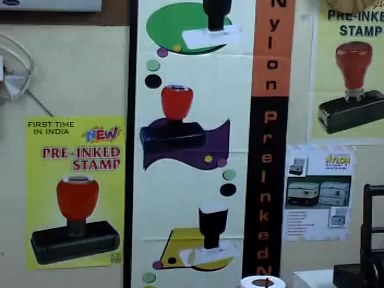 FIRST TIME
IN INDIA
NEW
PRE-INKED
STAMP
Nylon PreInked N
PRE-INKED
STAMP
NYLON